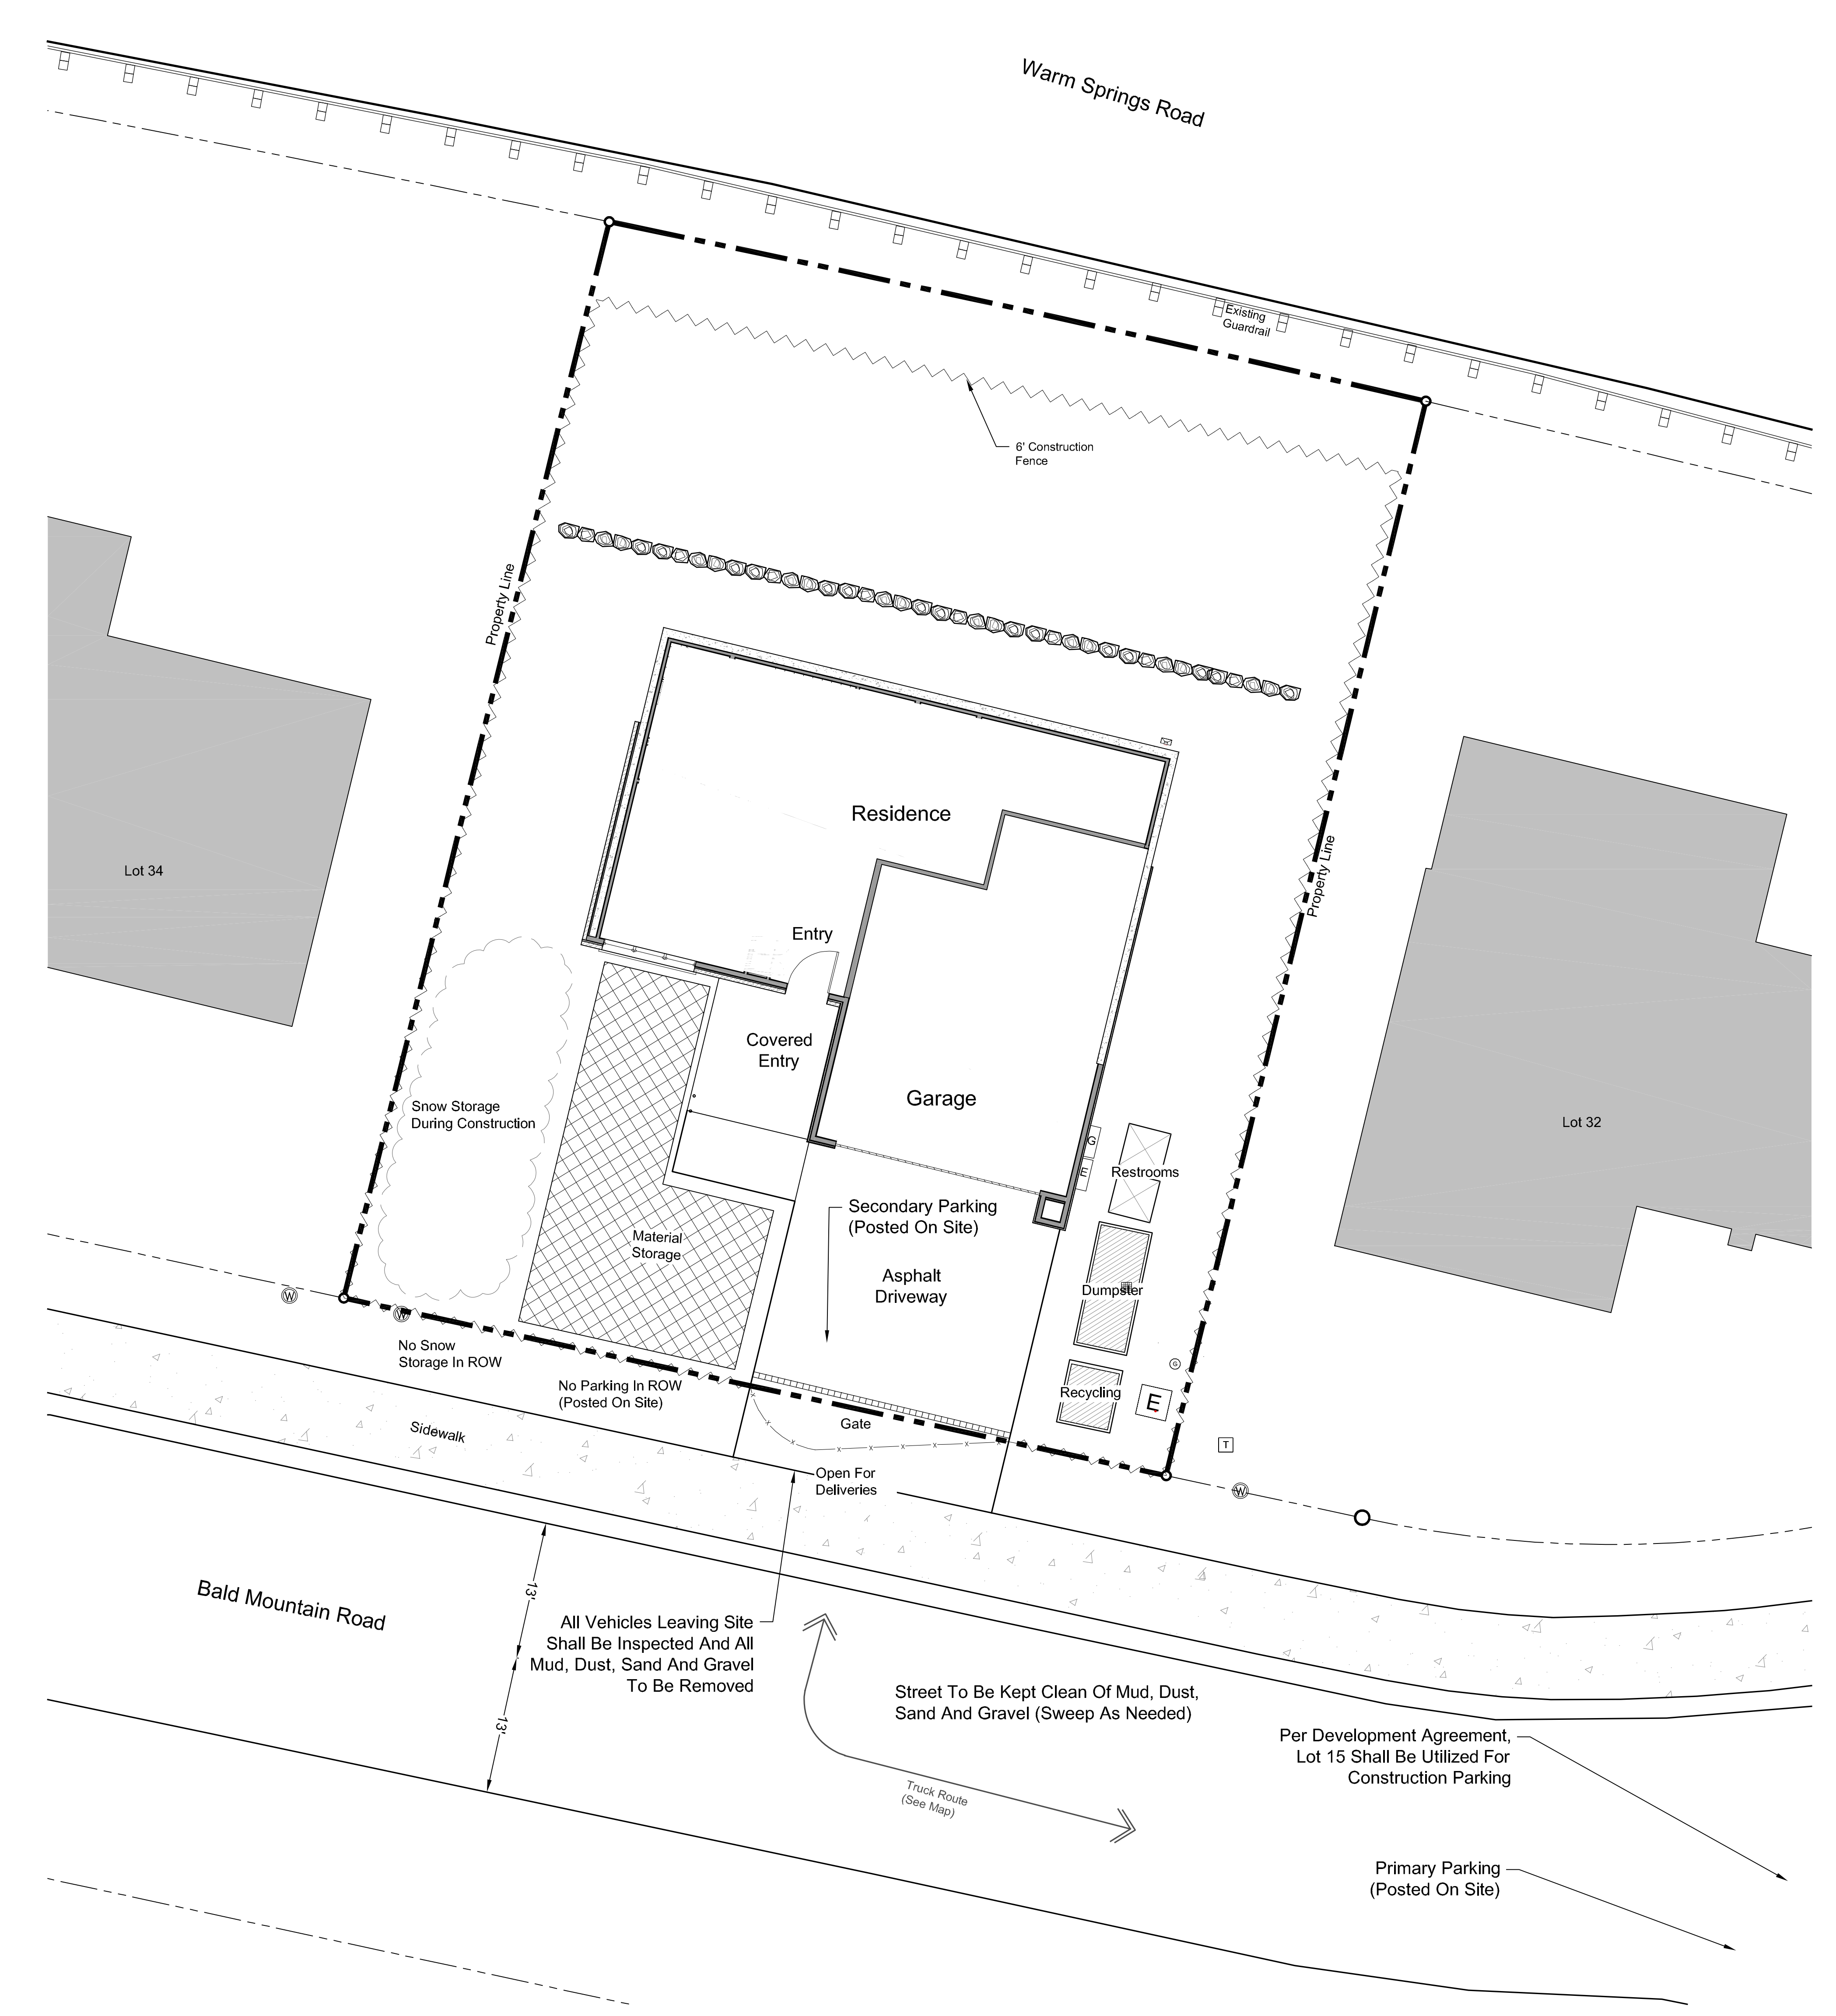 Warm Springs Road
Existing
Guardrail
6' Construction
Fence
Property Line
Residence
Lot 34
Property Line
Entry
Covered
Entry
Garage
Snow Storage
During Construction
Lot 32
G
E
Restrooms
Secondary Parking
(Posted On Site)
Material
Storage
Asphalt
Driveway
Dumpster
W
W
No Snow
Storage In ROW
G
No Parking In ROW
(Posted On Site)
Recycling
E
Gate
Sidewalk
T
Open For
Deliveries
W
13'
Bald Mountain Road
All Vehicles Leaving Site
Shall Be Inspected And All
Mud, Dust, Sand And Gravel
To Be Removed
Street To Be Kept Clean Of Mud, Dust,
Sand And Gravel (Sweep As Needed)
13'
Per Development Agreement,
Lot 15 Shall Be Utilized For
Construction Parking
Truck Route
(See Map)
Primary Parking
(Posted On Site)